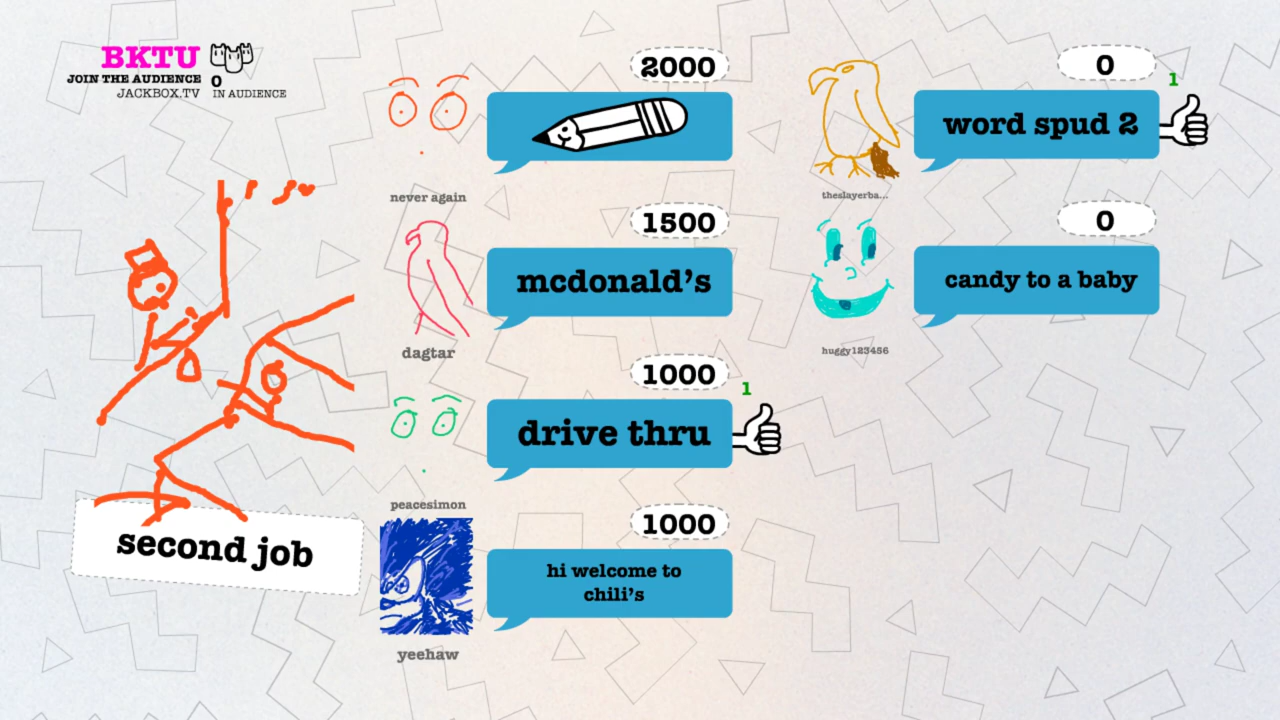 BKTU
JOIN THE AUDIENCE
JACKBOX.TV
0
IN AUDIENCE
second job
2000
never again
1500
mcdonald's
dagtar
1000
1
drive thru
peacesimon
1000
hi welcome to
chili's
yeehaw
0
1
word spud 2
theslayerba...
0
candy to a baby
huggy123456